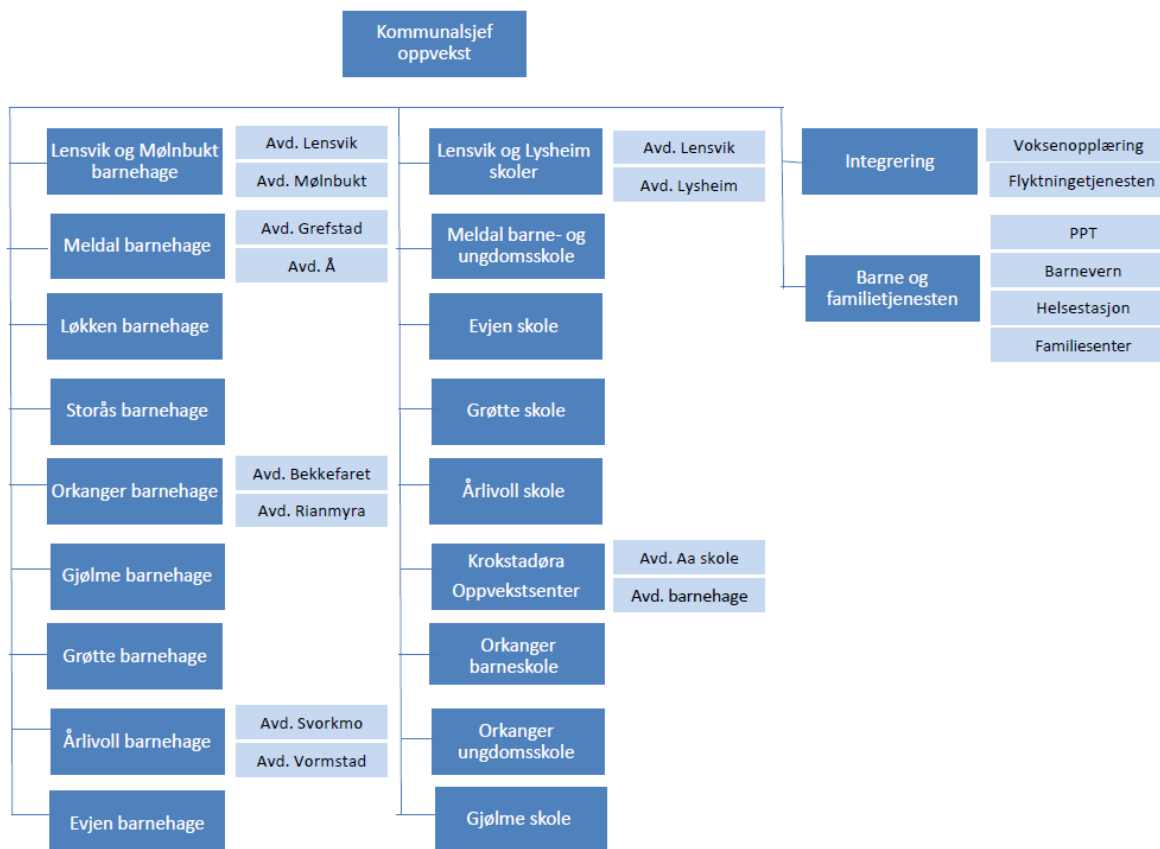 Kommunalsjef
oppvekst
Lensvik og Mølnbukt
barnehage
Avd. Lensvik
Avd. Mølnbukt
Meldal barnehage
Avd. Grefstad
Avd. Å
Løkken barnehage
Storås barnehage
Orkanger barnehage
Avd. Bekkefaret
Avd. Rianmyra
Gjølme barnehage
Grøtte barnehage
Årlivoll barnehage
Avd. Svorkmo
Avd. Vormstad
Evjen barnehage
Lensvik og Lysheim
skoler
Avd. Lensvik
Avd. Lysheim
Meldal barne- og
ungdomsskole
Evjen skole
Grøtte skole
Årlivoll skole
Krokstadøra
Oppvekstsenter
Avd. Aa skole
Avd. barnehage
Orkanger
barneskole
Orkanger
ungdomsskole
Gjølme skole
Integrering
Voksenopplæring
Flyktningetjenesten
Barne og
familietjenesten
PPT
Barnevern
Helsestasjon
Familiesenter